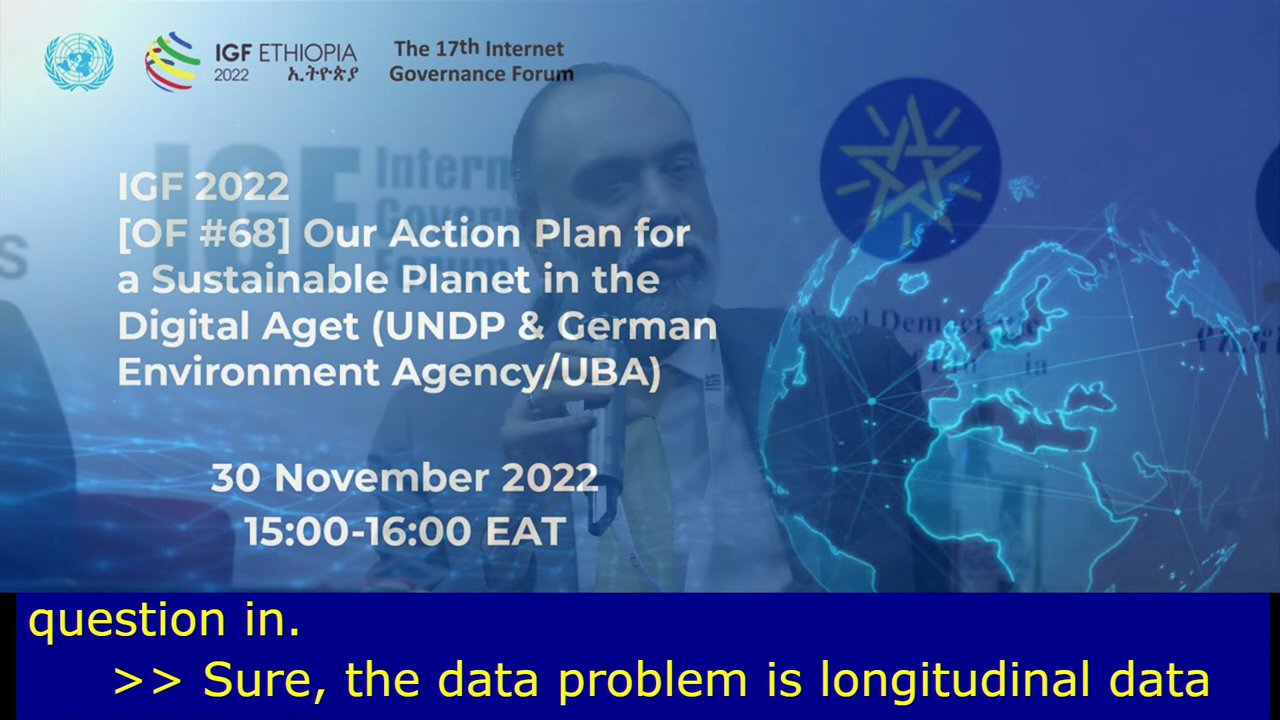 IGF ETHIOPIA
2022 ኢትዮጵያ
The 17th Internet
Governance Forum
IGF 2022
[OF #68] Our Action Plan for
a Sustainable Planet in the
Digital Aget (UNDP & German
Environment Agency/UBA)
30 November 2022
15:00-16:00 EAT
question in.
>> Sure, the data problem is longitudinal data